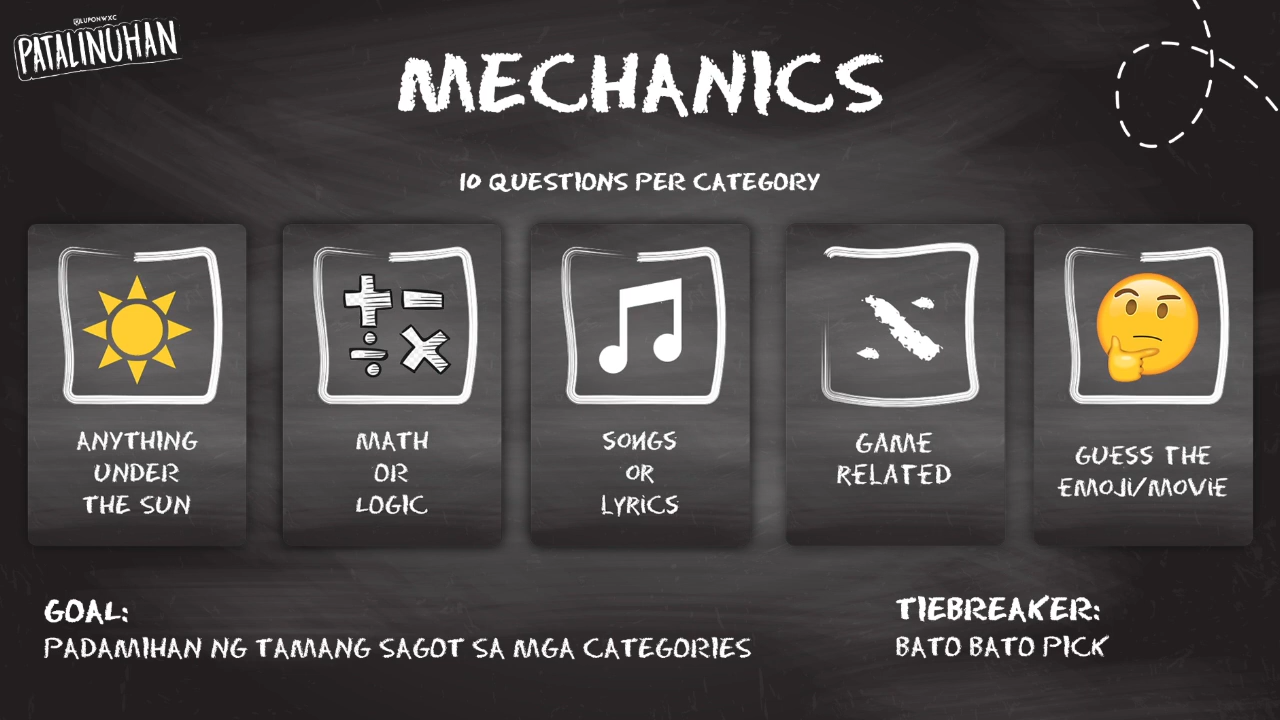 @LUPONWXC
PATALINUHAN
MECHANICS
10 QUESTIONS PER CATEGORY
ANYTHING
UNDER
THE SUN
MATH
OR
LOGIC
SONGS
OR
LYRICS
GAME
RELATED
GUESS THE
EMOJI/MOVIE
GOAL:
PADAMIHAN NG TAMANG SAGOT SA MGA CATEGORIES
TIEBREAKER:
BATO BATO PICK